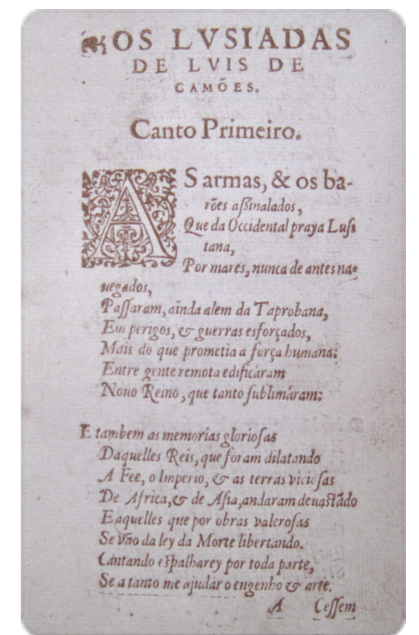 OS LVSIADAS
DE LVIS DE
CAMÕES.
Canto Primeiro.
AS armas, & os ba-
rões aßinalados,
Que da Occidental praya Lusi
tana,
Por mares, nunca de antes na-
uegados,
Paſſaram, ainda alem da Taprobana,
Em perigos, & guerras esforçados,
Mais do que prometia a força humana:
Entre gente remota edificaram
Nouo Reino, que tanto ſublimáram:
E tambem as memorias glorioſas
Daquelles Reis, que foram dilatando
A Fee, o Imperio, & as terras vicioſas
De Africa, & de Aſia, andaram deuaſtãdo
E aquelles que por obras valeroſas
Se vão da ley da Morte libertando.
Cantando eſpalharey por toda parte,
Se a tanto me ajudar o engenho & arte.
A Ceſſem